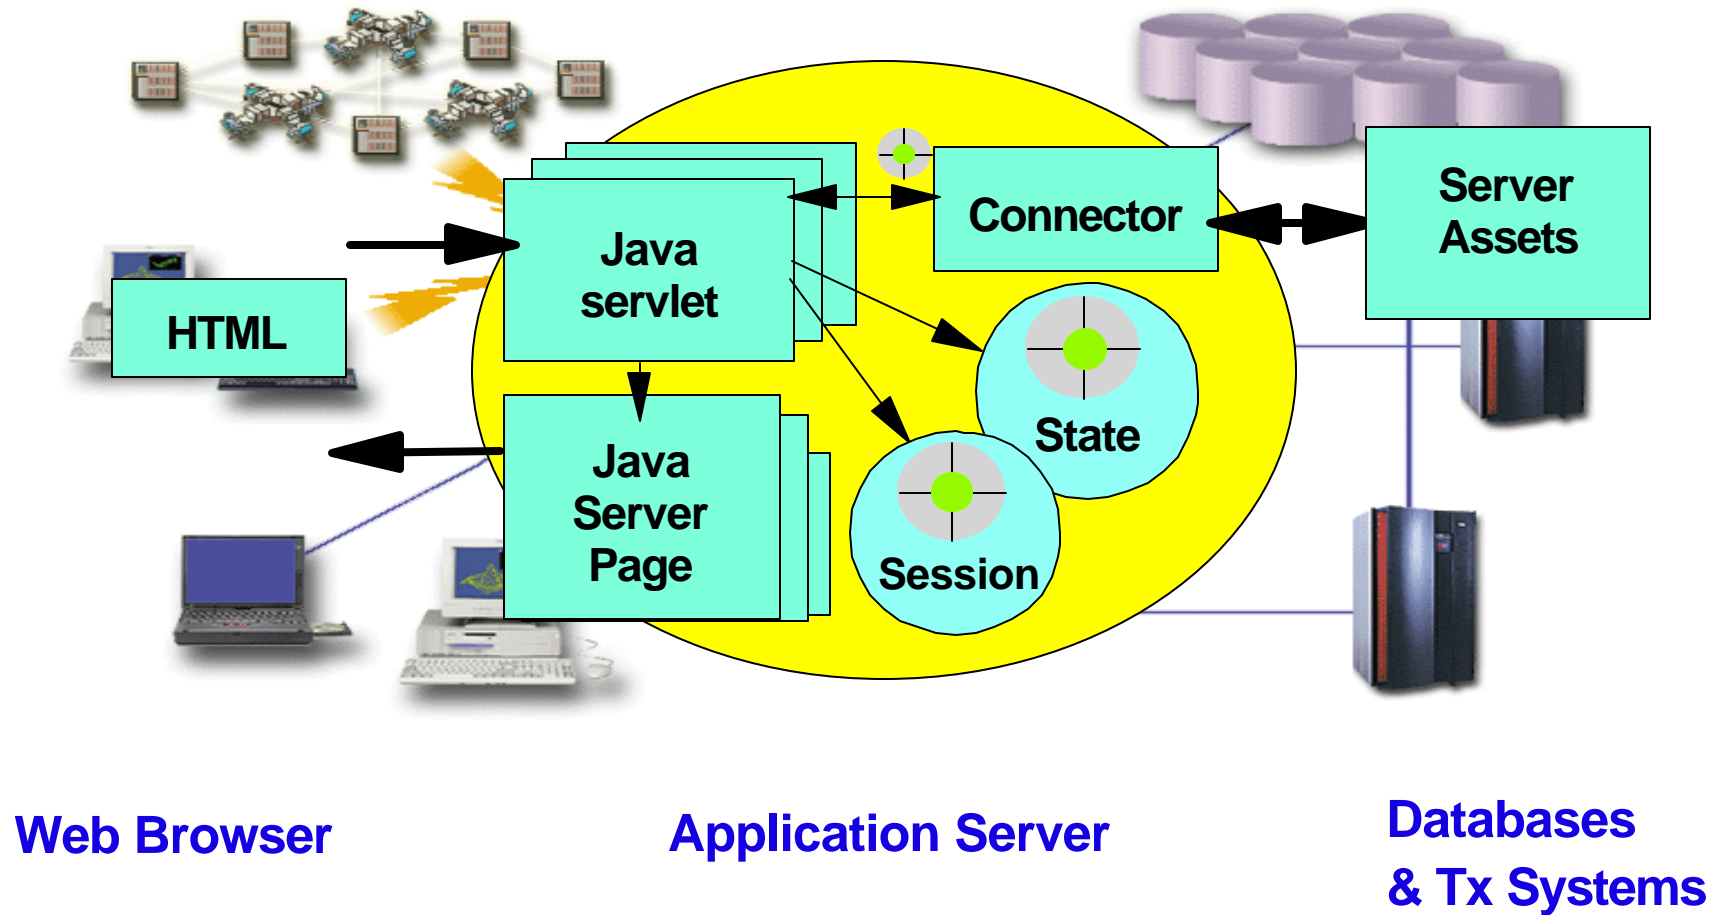 Java
servlet
Connector
Server
Assets
HTML
State
Java
Server
Page
Session
Web Browser
Application Server
Databases
& Tx Systems